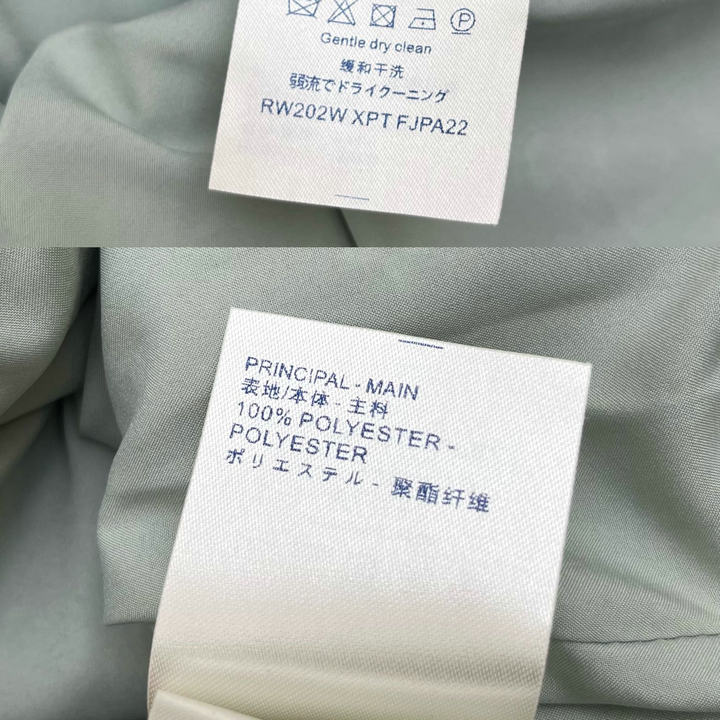 Gentle dry clean
缓和干洗
弱流でドライクーニング
RW202W XPT FJPA22
PRINCIPAL - MAIN
表地/本体 - 主料
100% POLYESTER -
POLYESTER
ポリエステル - 聚酯纤维